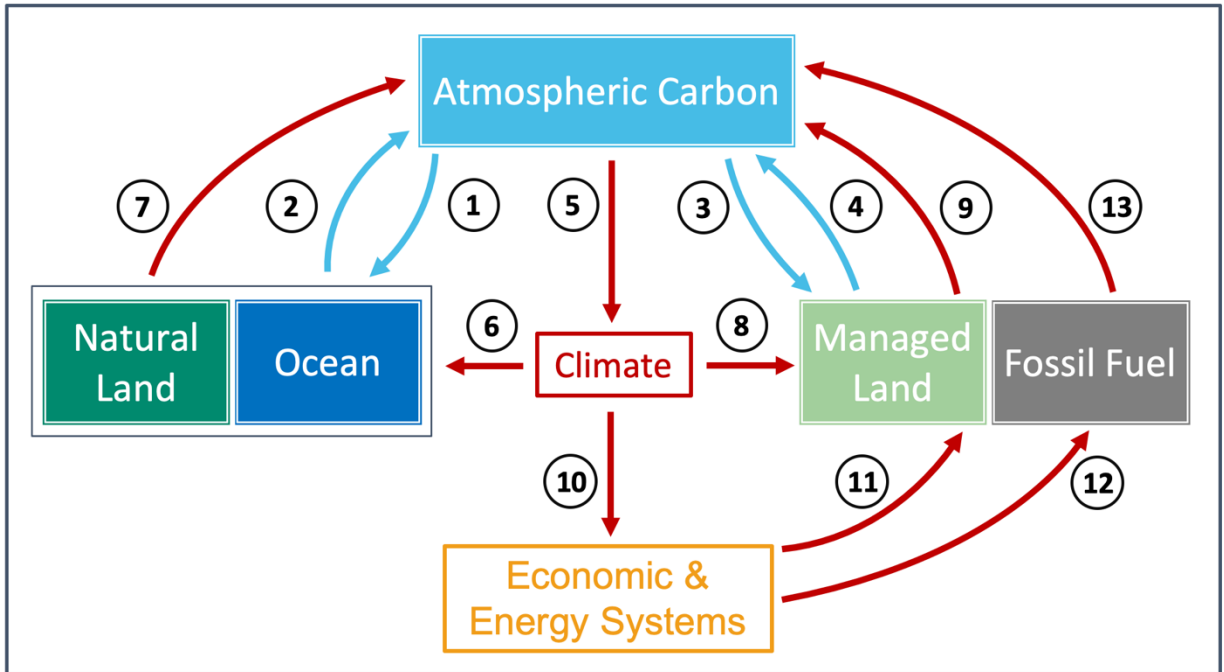 Atmospheric Carbon
7
2
1
5
3
4
9
13
Natural
Land
Ocean
6
Climate
8
Managed
Land
Fossil Fuel
10
11
12
Economic &
Energy Systems